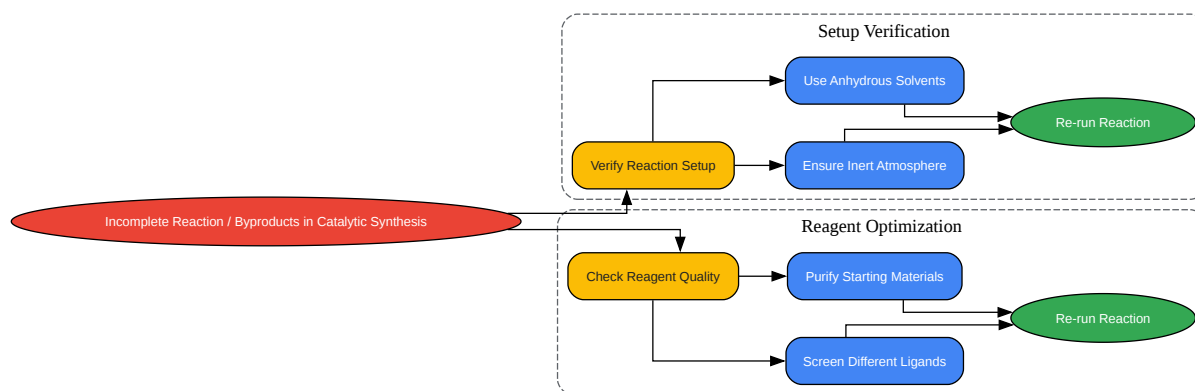 Setup Verification
Use Anhydrous Solvents
Re-run Reaction
Verify Reaction Setup
Ensure Inert Atmosphere
Incomplete Reaction / Byproducts in Catalytic Synthesis
Reagent Optimization
Check Reagent Quality
Purify Starting Materials
Re-run Reaction
Screen Different Ligands